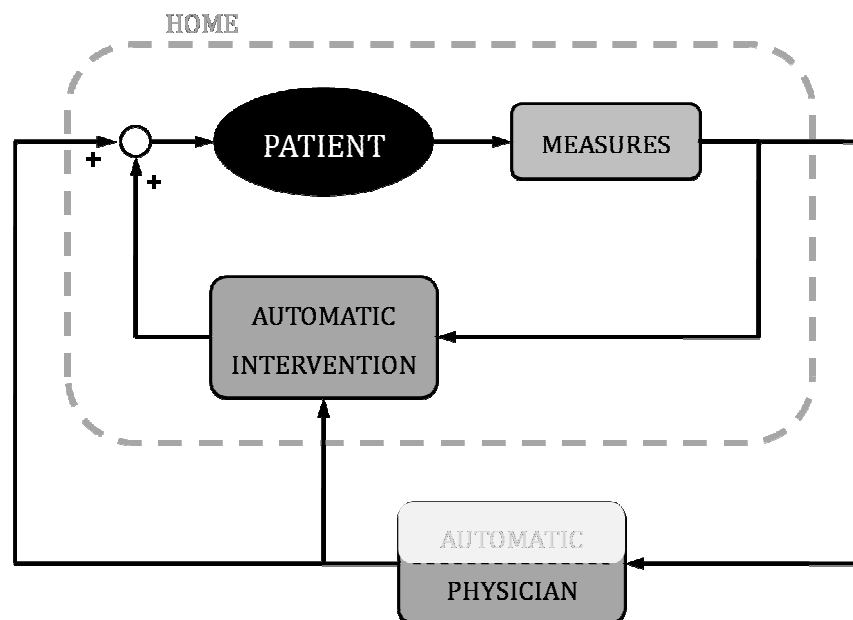 HOME
PATIENT
MEASURES
+
+
AUTOMATIC
INTERVENTION
AUTOMATIC
PHYSICIAN